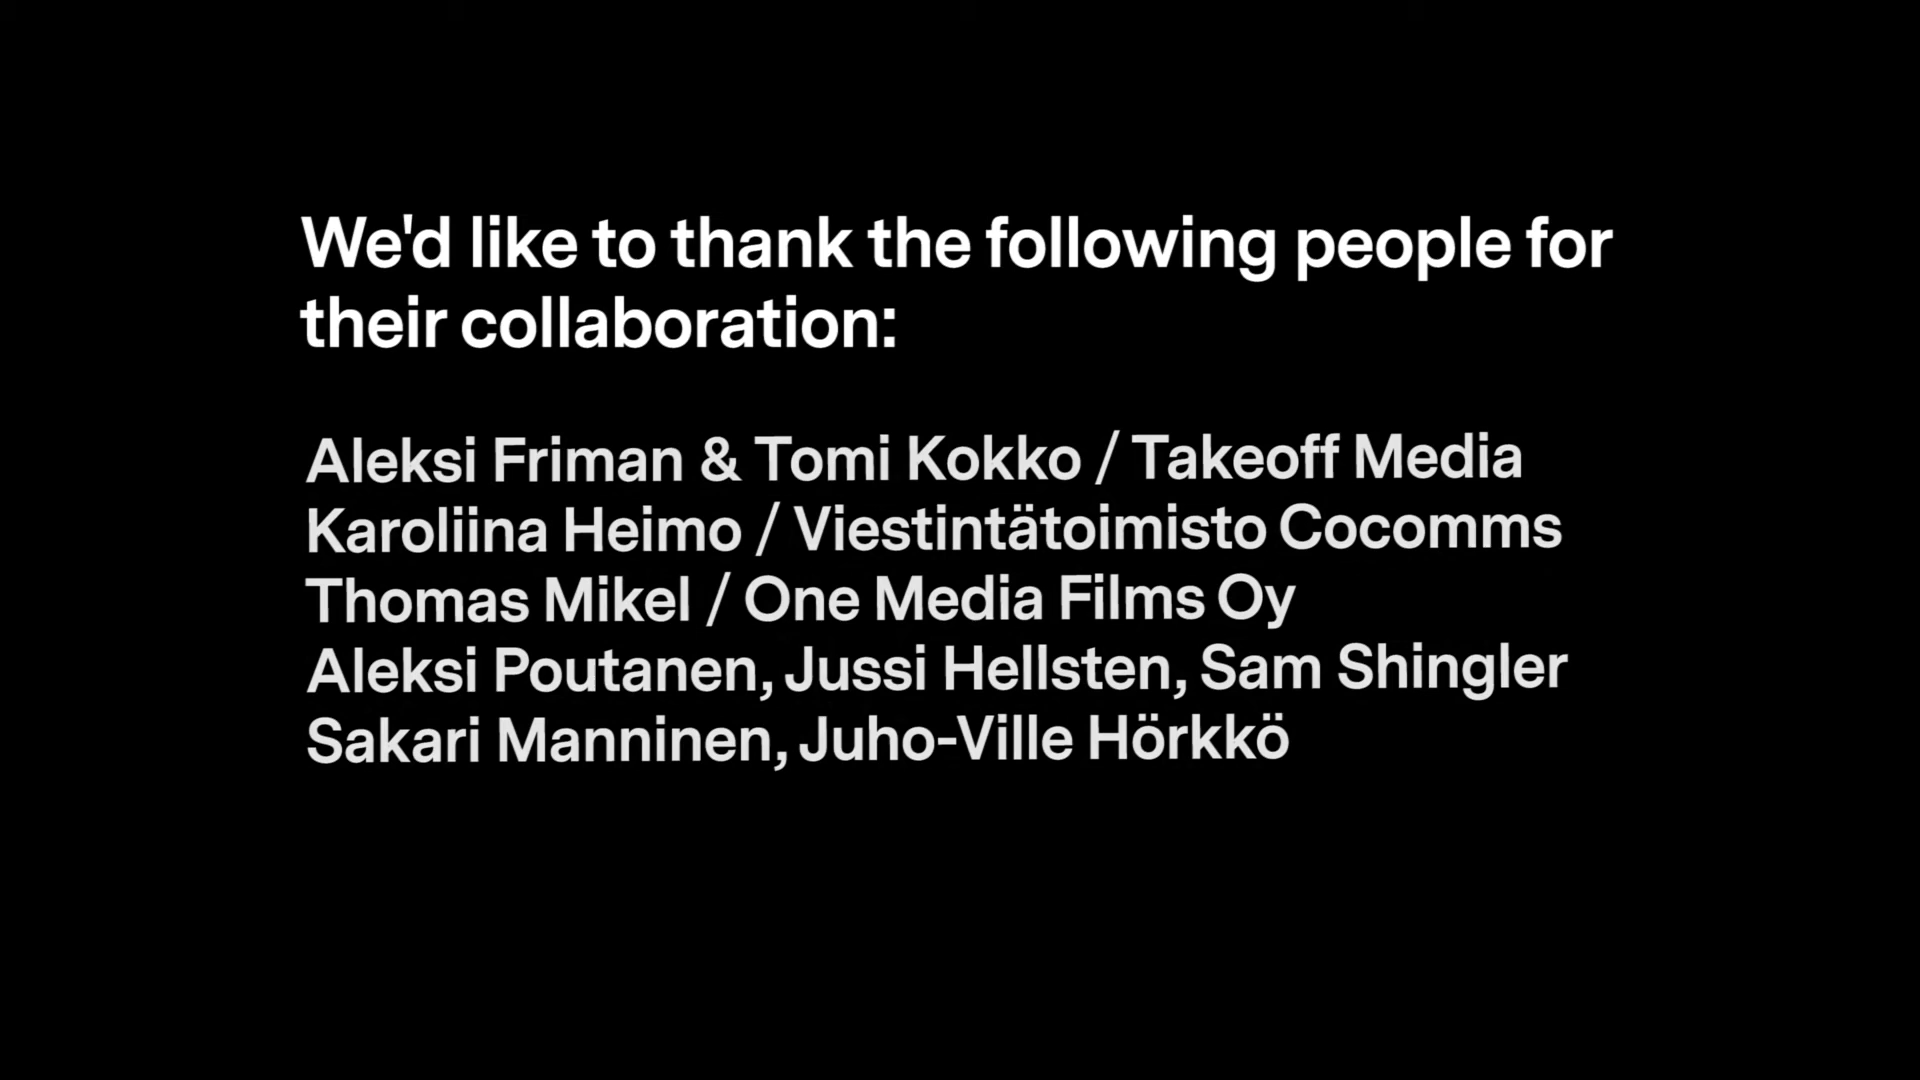 We'd like to thank the following people for
their collaboration:
Aleksi Friman & Tomi Kokko / Takeoff Media
Karoliina Heimo / Viestintätoimisto Cocomms
Thomas Mikel / One Media Films Oy
Aleksi Poutanen, Jussi Hellsten, Sam Shingler
Sakari Manninen, Juho-Ville Hörkkö